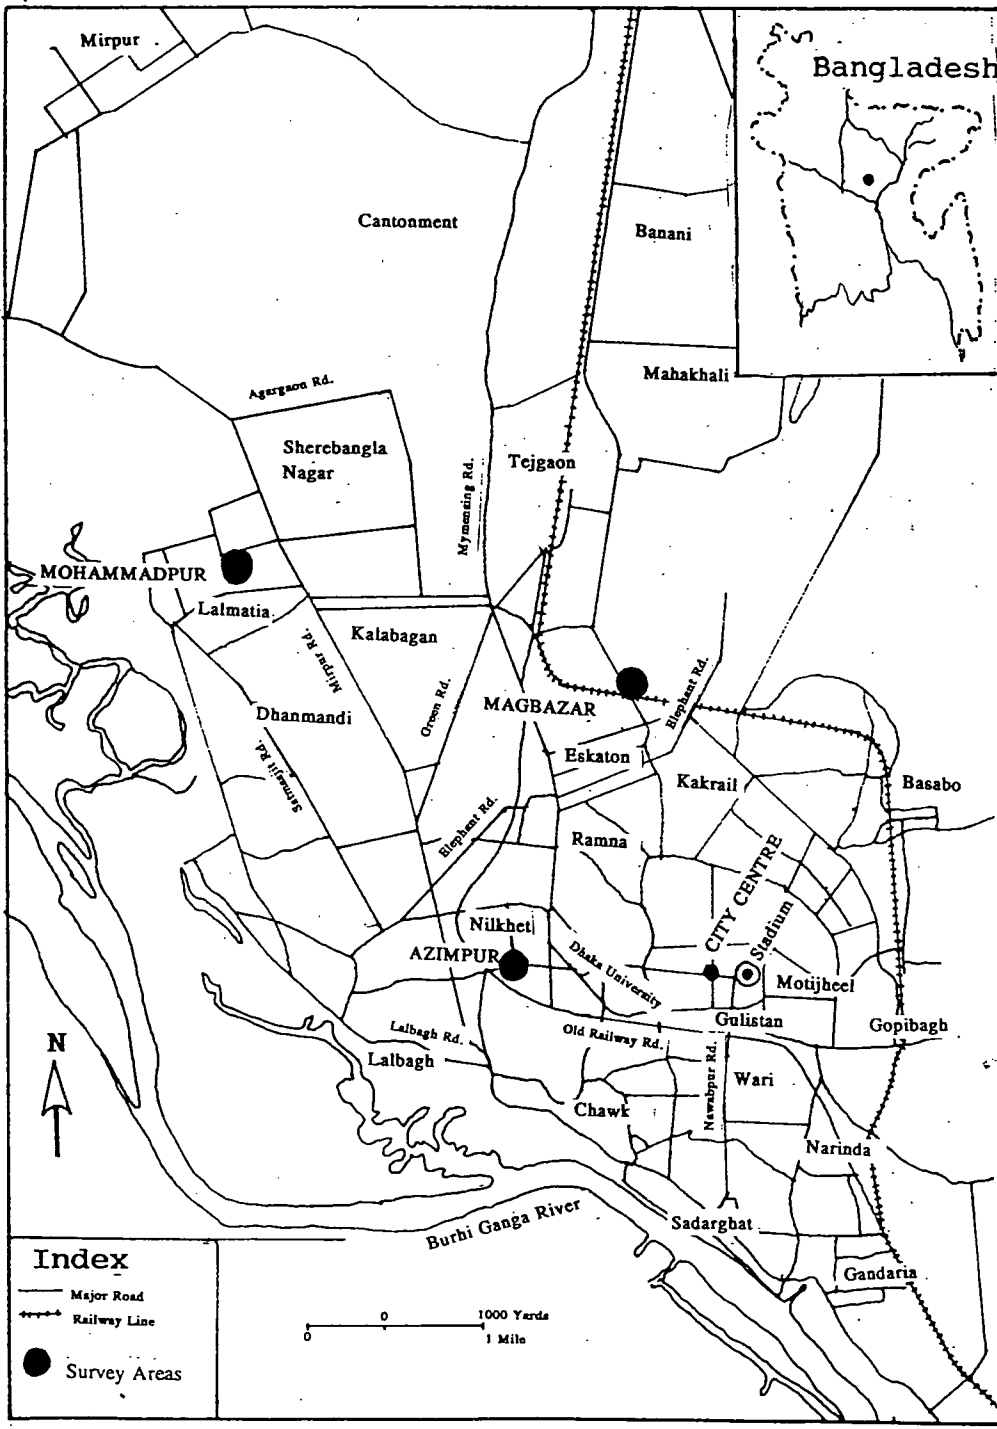 Mirpur
Bangladesh
Cantonment
Banani
Mahakhali
Agargaon Rd.
Sherebangla
Nagar
Tejgaon
Mymensing Rd.
MOHAMMADPUR
Lalmatia
Kalabagan
Mirpur Rd.
Green Rd.
MAGBAZAR
Elephant Rd.
Dhanmandi
Satmasjit Rd.
Eskaton
Kakrail
Basabo
Elephant Rd.
Ramna
CITY CENTRE
Stadium
Nilkhet
AZIMPUR
Dhaka University
Motijheel
Gulistan
Gopibagh
Lalbagh Rd.
Old Railway Rd.
Lalbagh
N
Nawabpur Rd.
Wari
Chawk
Narinda
Sadarghat
Burhi Ganga River
Gandaria
Index
Major Road
Railway Line
Survey Areas
0 1000 Yards
0 1 Mile